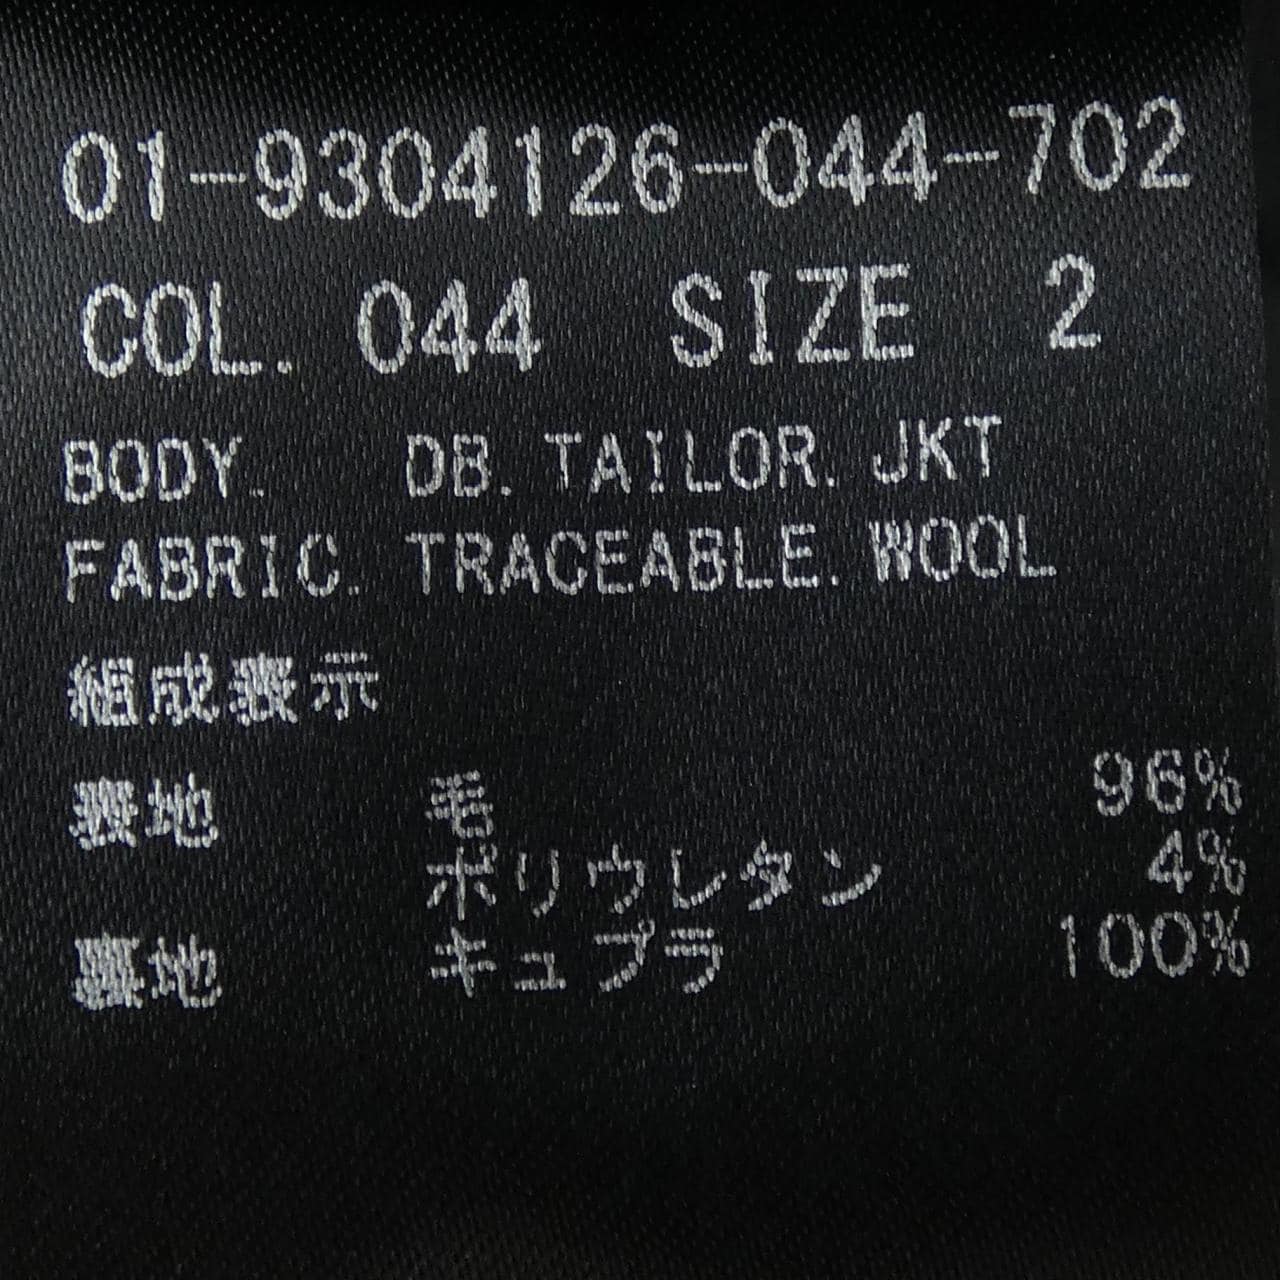 01-9304126-044-702
COL. 044 SIZE 2
BODY. DB. TAILOR. JKT
FABRIC. TRACEABLE. WOOL
組成表示
表地 毛 96%
ポリウレタン 4%
裏地 キュプラ 100%